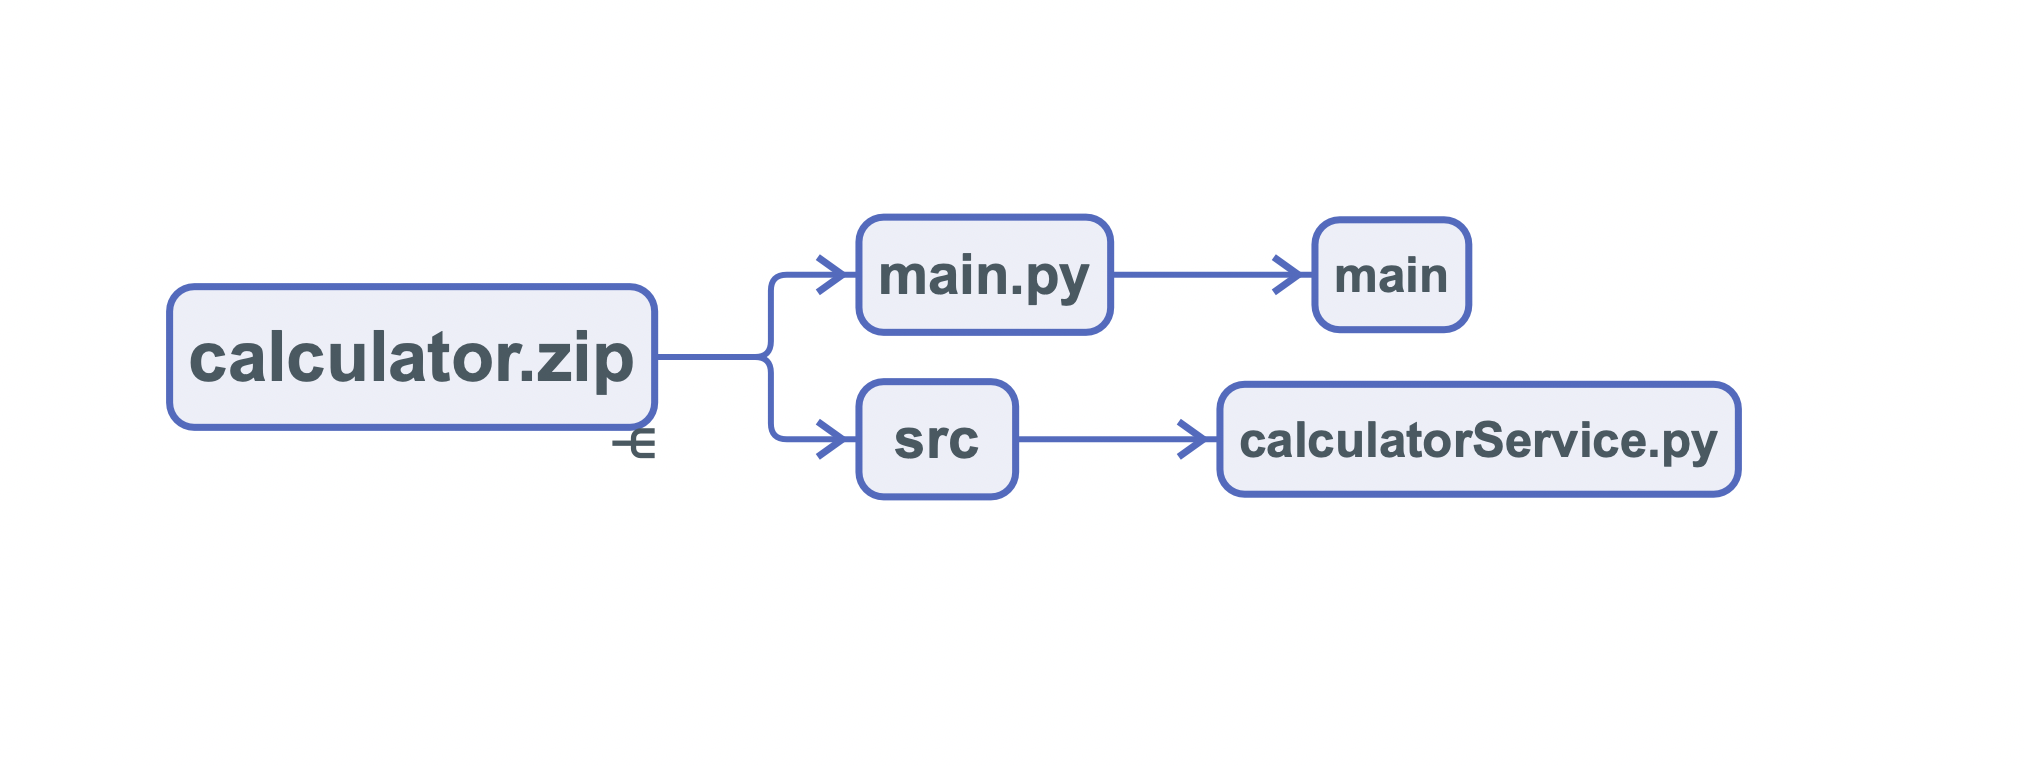 calculator.zip
main.py
main
src
calculatorService.py